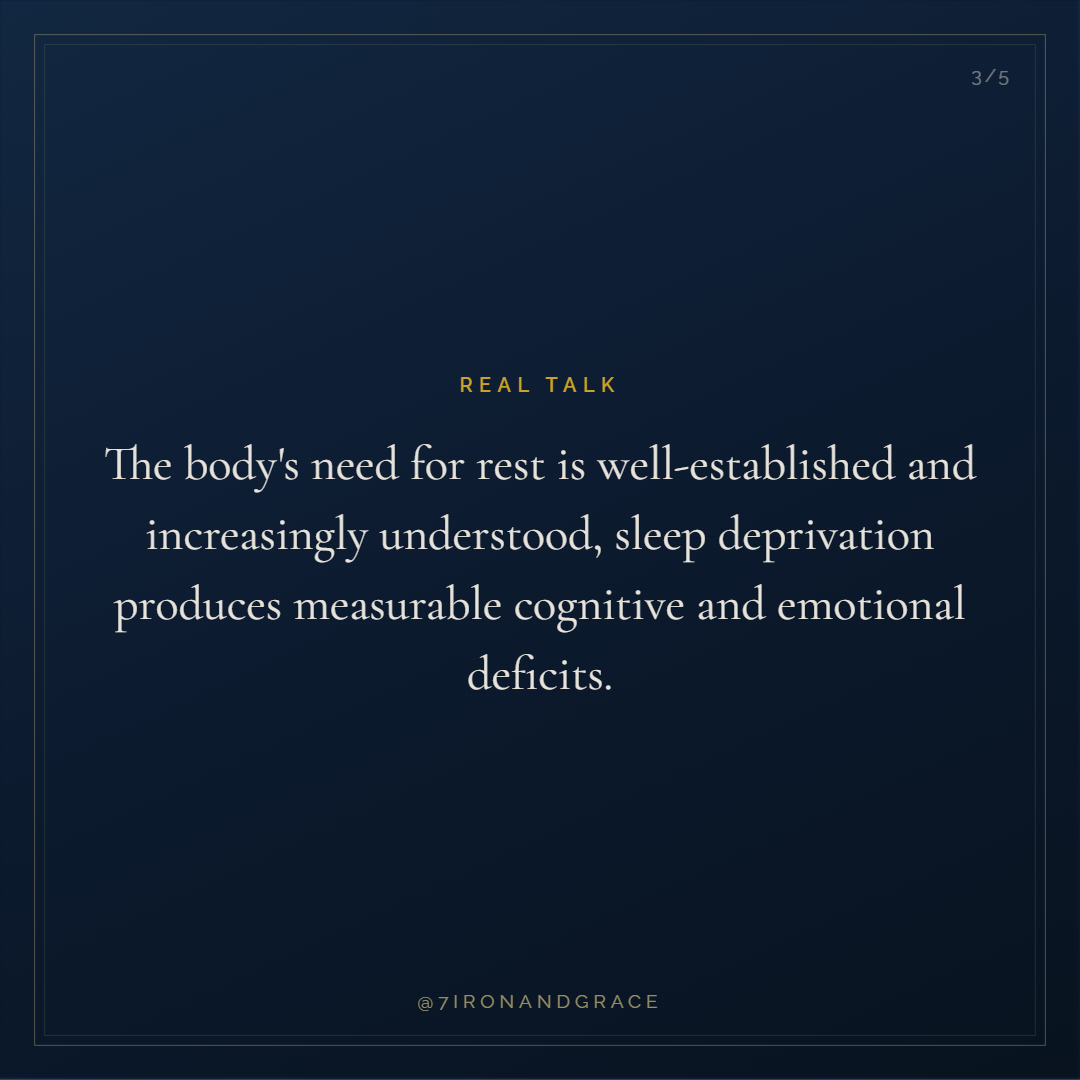 3/5
REAL TALK
The body's need for rest is well-established and
increasingly understood, sleep deprivation
produces measurable cognitive and emotional
deficits.
@7IRONANDGRACE